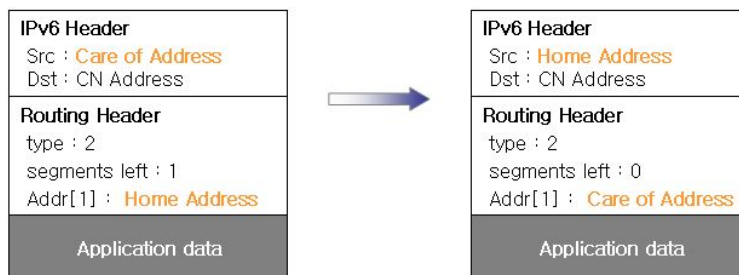 IPv6 Header
Src : Care of Address
Dst : CN Address
Routing Header
type : 2
segments left : 1
Addr[1] : Home Address
Application data
IPv6 Header
Src : Home Address
Dst : CN Address
Routing Header
type : 2
segments left : 0
Addr[1] : Care of Address
Application data